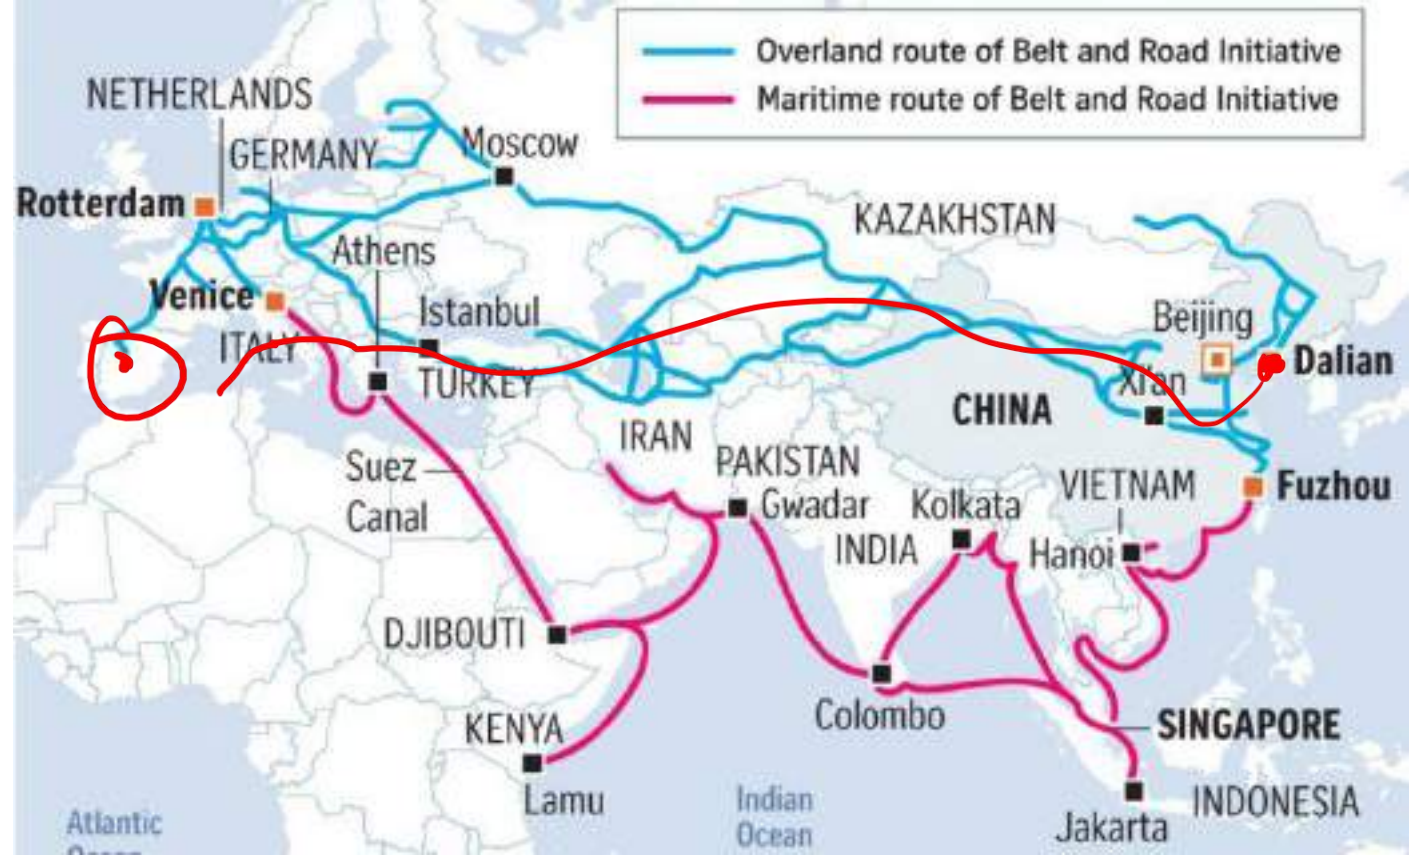 Overland route of Belt and Road Initiative
Maritime route of Belt and Road Initiative
NETHERLANDS
GERMANY
Moscow
Rotterdam
KAZAKHSTAN
Athens
Venice
Istanbul
Beijing
ITALY
TURKEY
Xi'an
Dalian
CHINA
IRAN
PAKISTAN
Suez
Canal
VIETNAM
Fuzhou
Gwadar
Kolkata
INDIA
Hanoi
DJIBOUTI
KENYA
Colombo
SINGAPORE
Lamu
Indian
Ocean
INDONESIA
Jakarta
Atlantic
Ocean